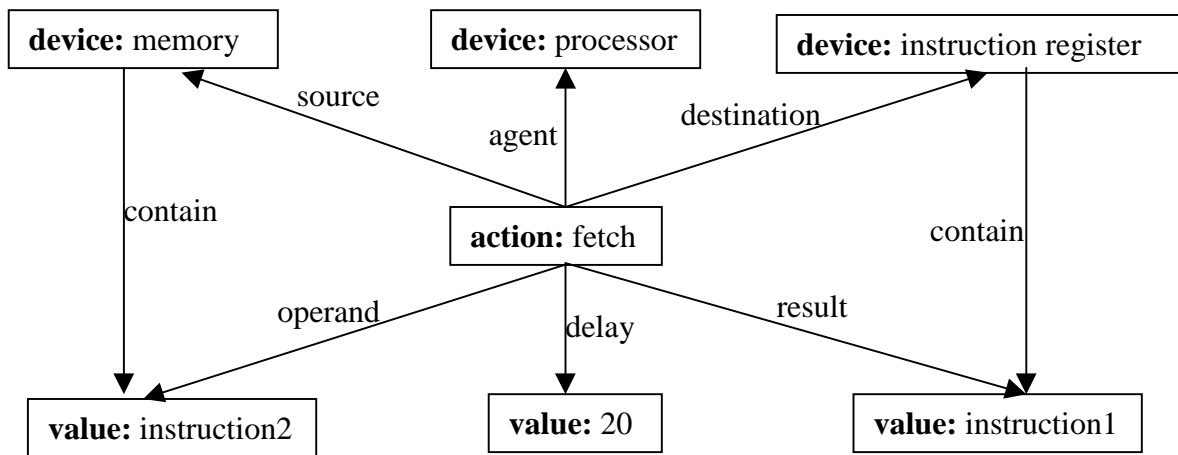 device: memory
device: processor
device: instruction register
source
agent
destination
contain
action: fetch
contain
operand
delay
result
value: instruction2
value: 20
value: instruction1